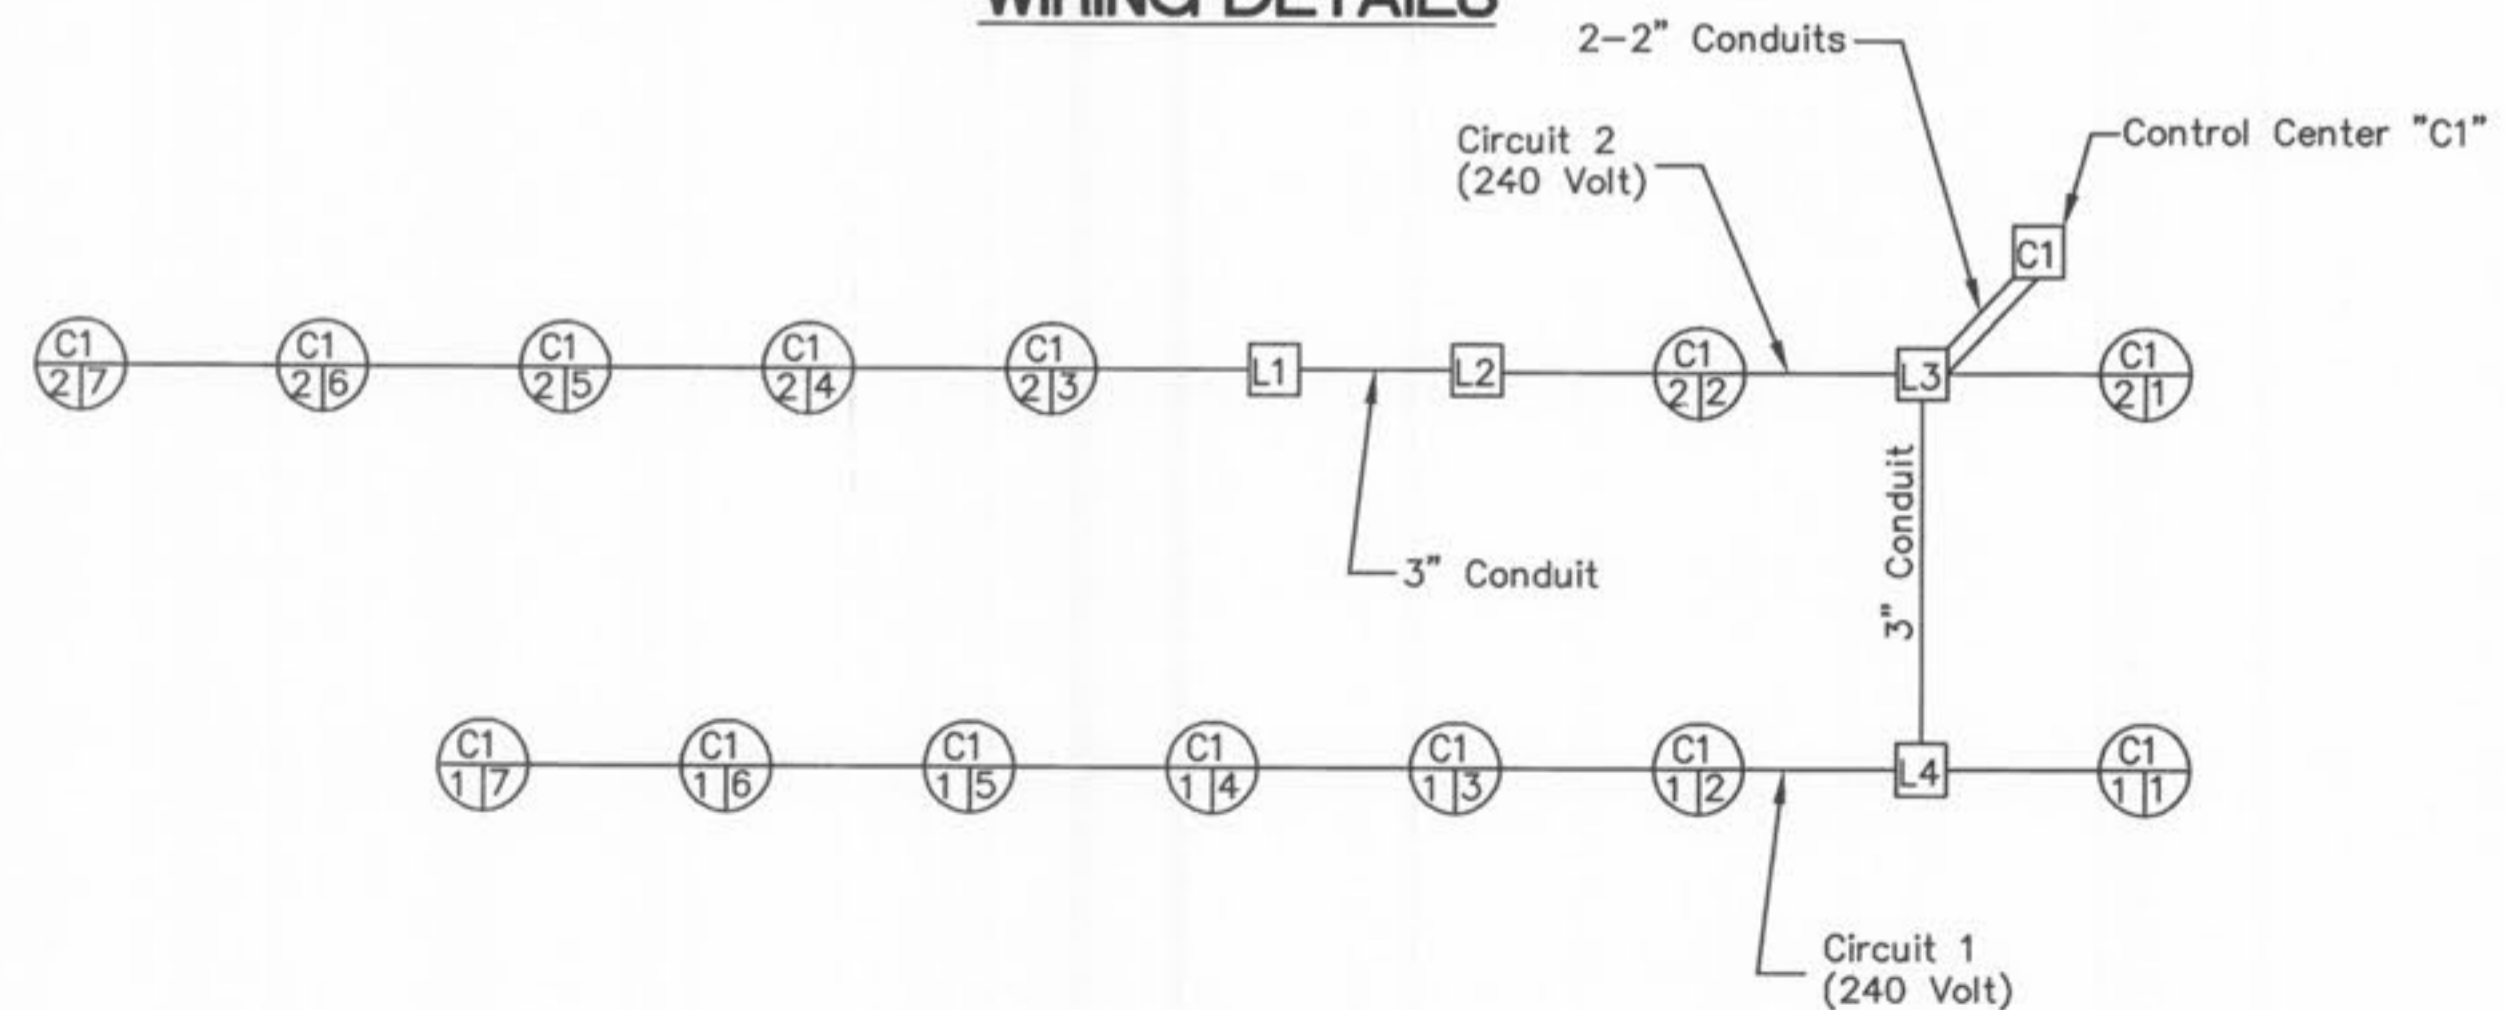 WIRING DETAILS
2-2" Conduits
Circuit 2
(240 Volt)
Control Center "C1"
C1
C1
2 7
C1
2 6
C1
2 5
C1
2 4
C1
2 3
L1
L2
C1
2 2
L3
C1
2 1
3" Conduit
3" Conduit
C1
1 7
C1
1 6
C1
1 5
C1
1 4
C1
1 3
C1
1 2
L4
C1
1 1
Circuit 1
(240 Volt)